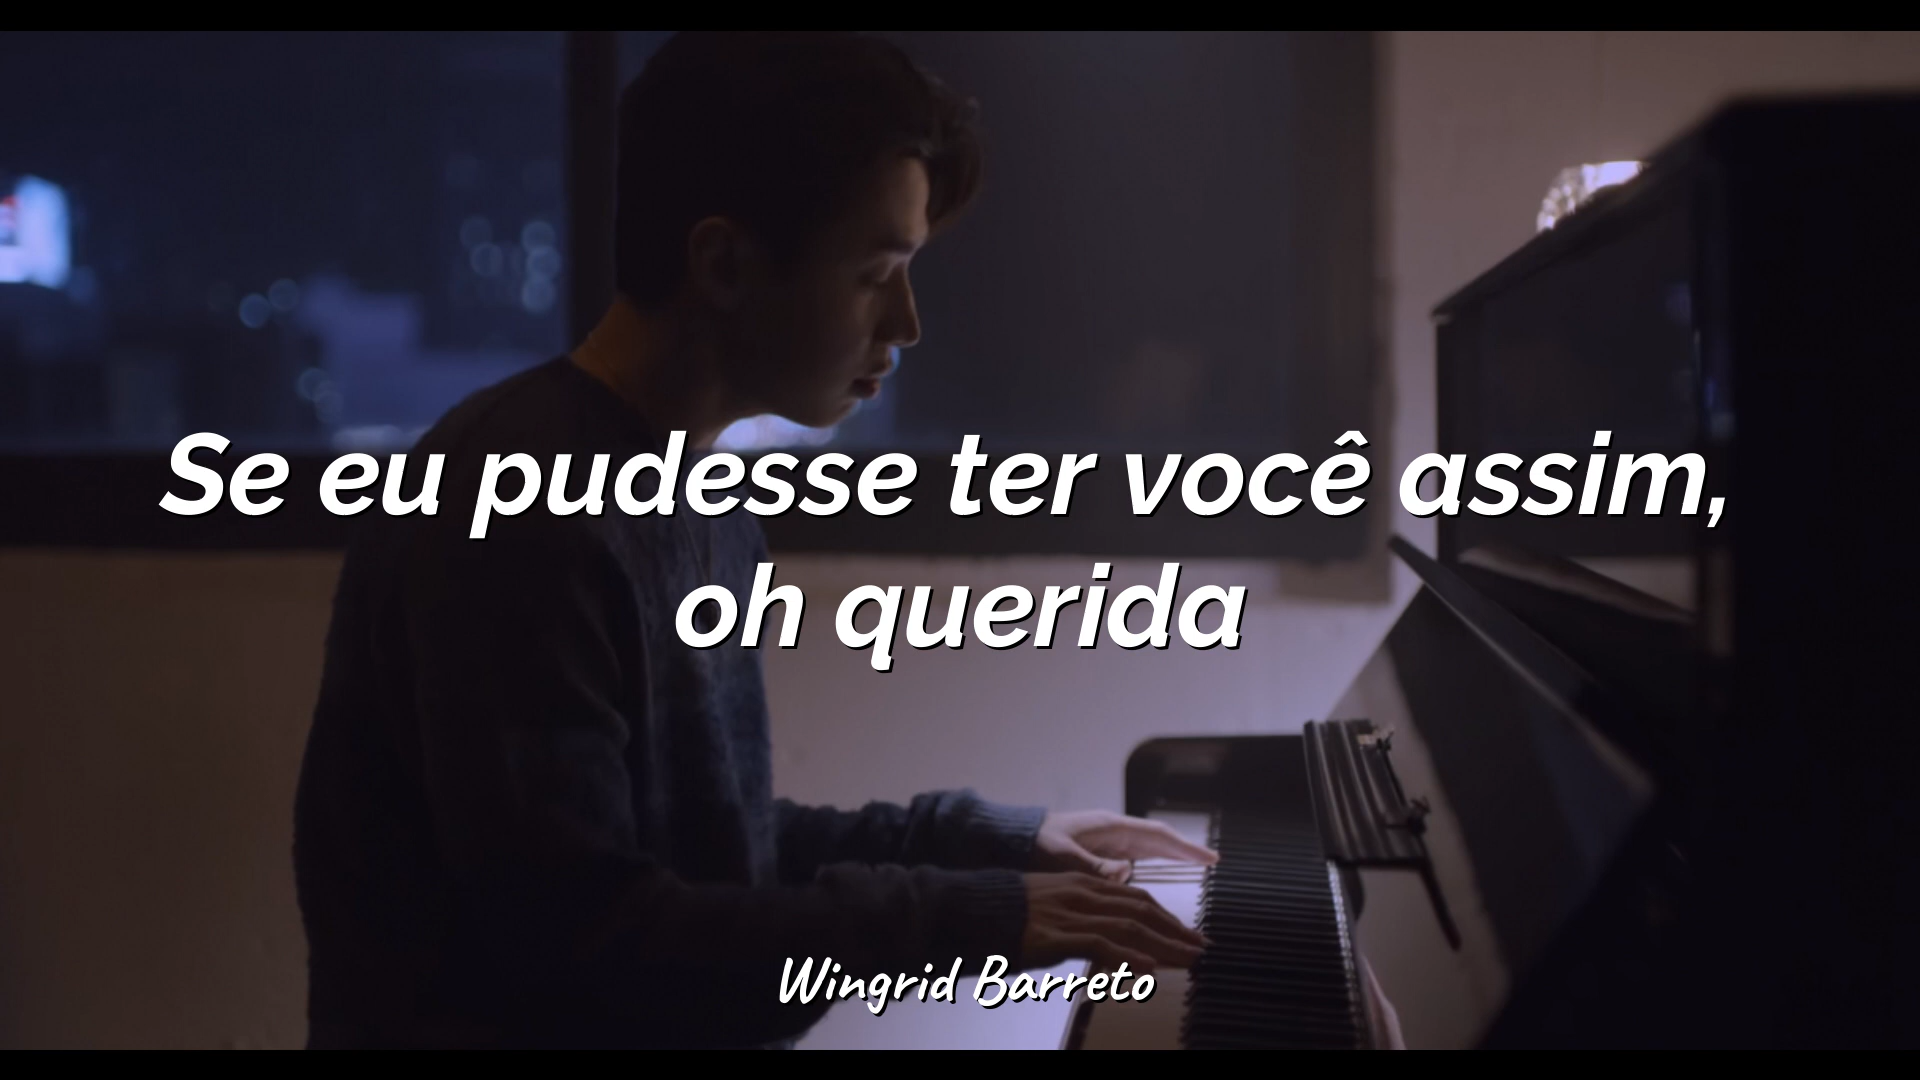 Se eu pudesse ter você assim,
oh querida
Wingrid Barreto